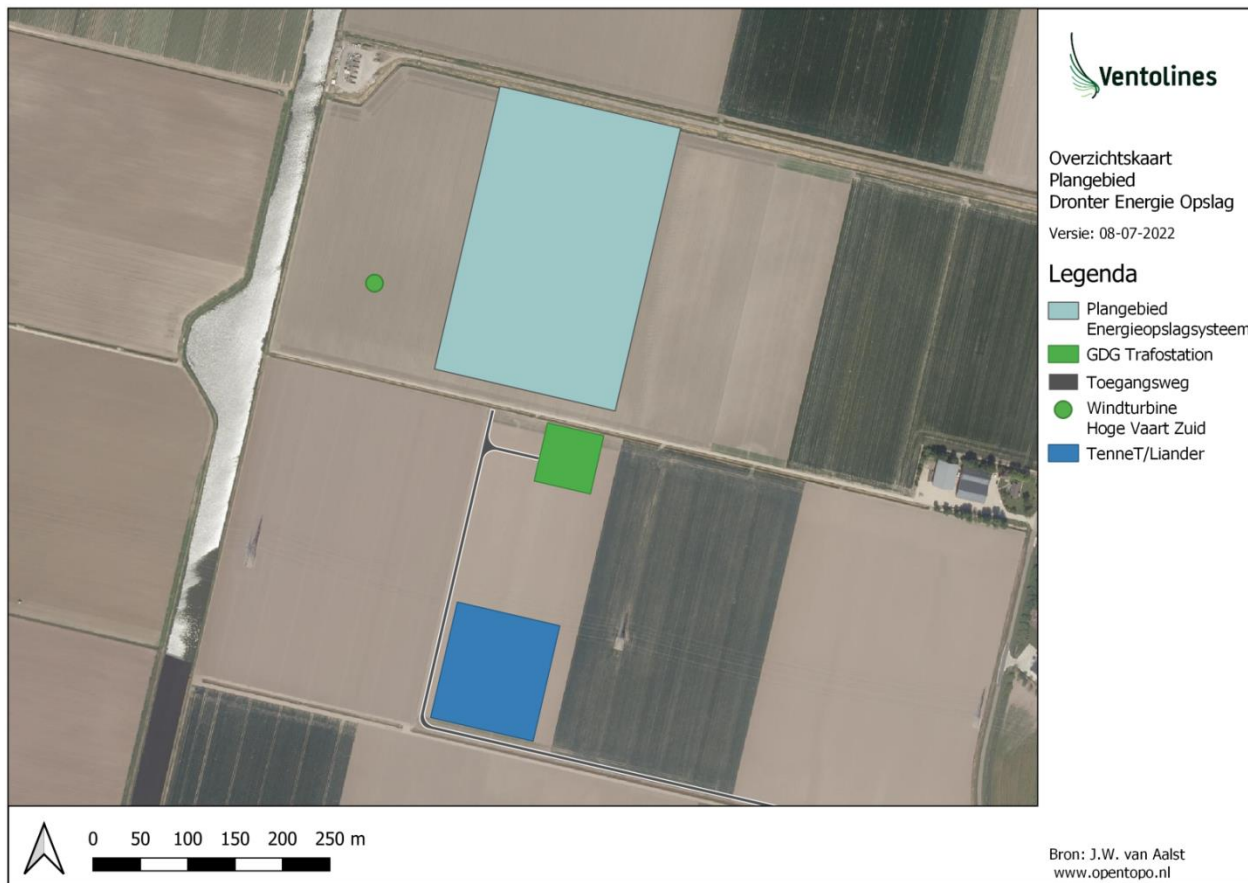 Ventolines
Overzichtskaart
Plangebied
Dronter Energie Opslag
Versie: 08-07-2022
Legenda
Plangebied
Energieopslagsysteem
GDG Trafostation
Toegangsweg
Windturbine
Hoge Vaart Zuid
TenneT/Liander
0 50 100 150 200 250 m
Bron: J.W. van Aalst
www.opentopo.nl